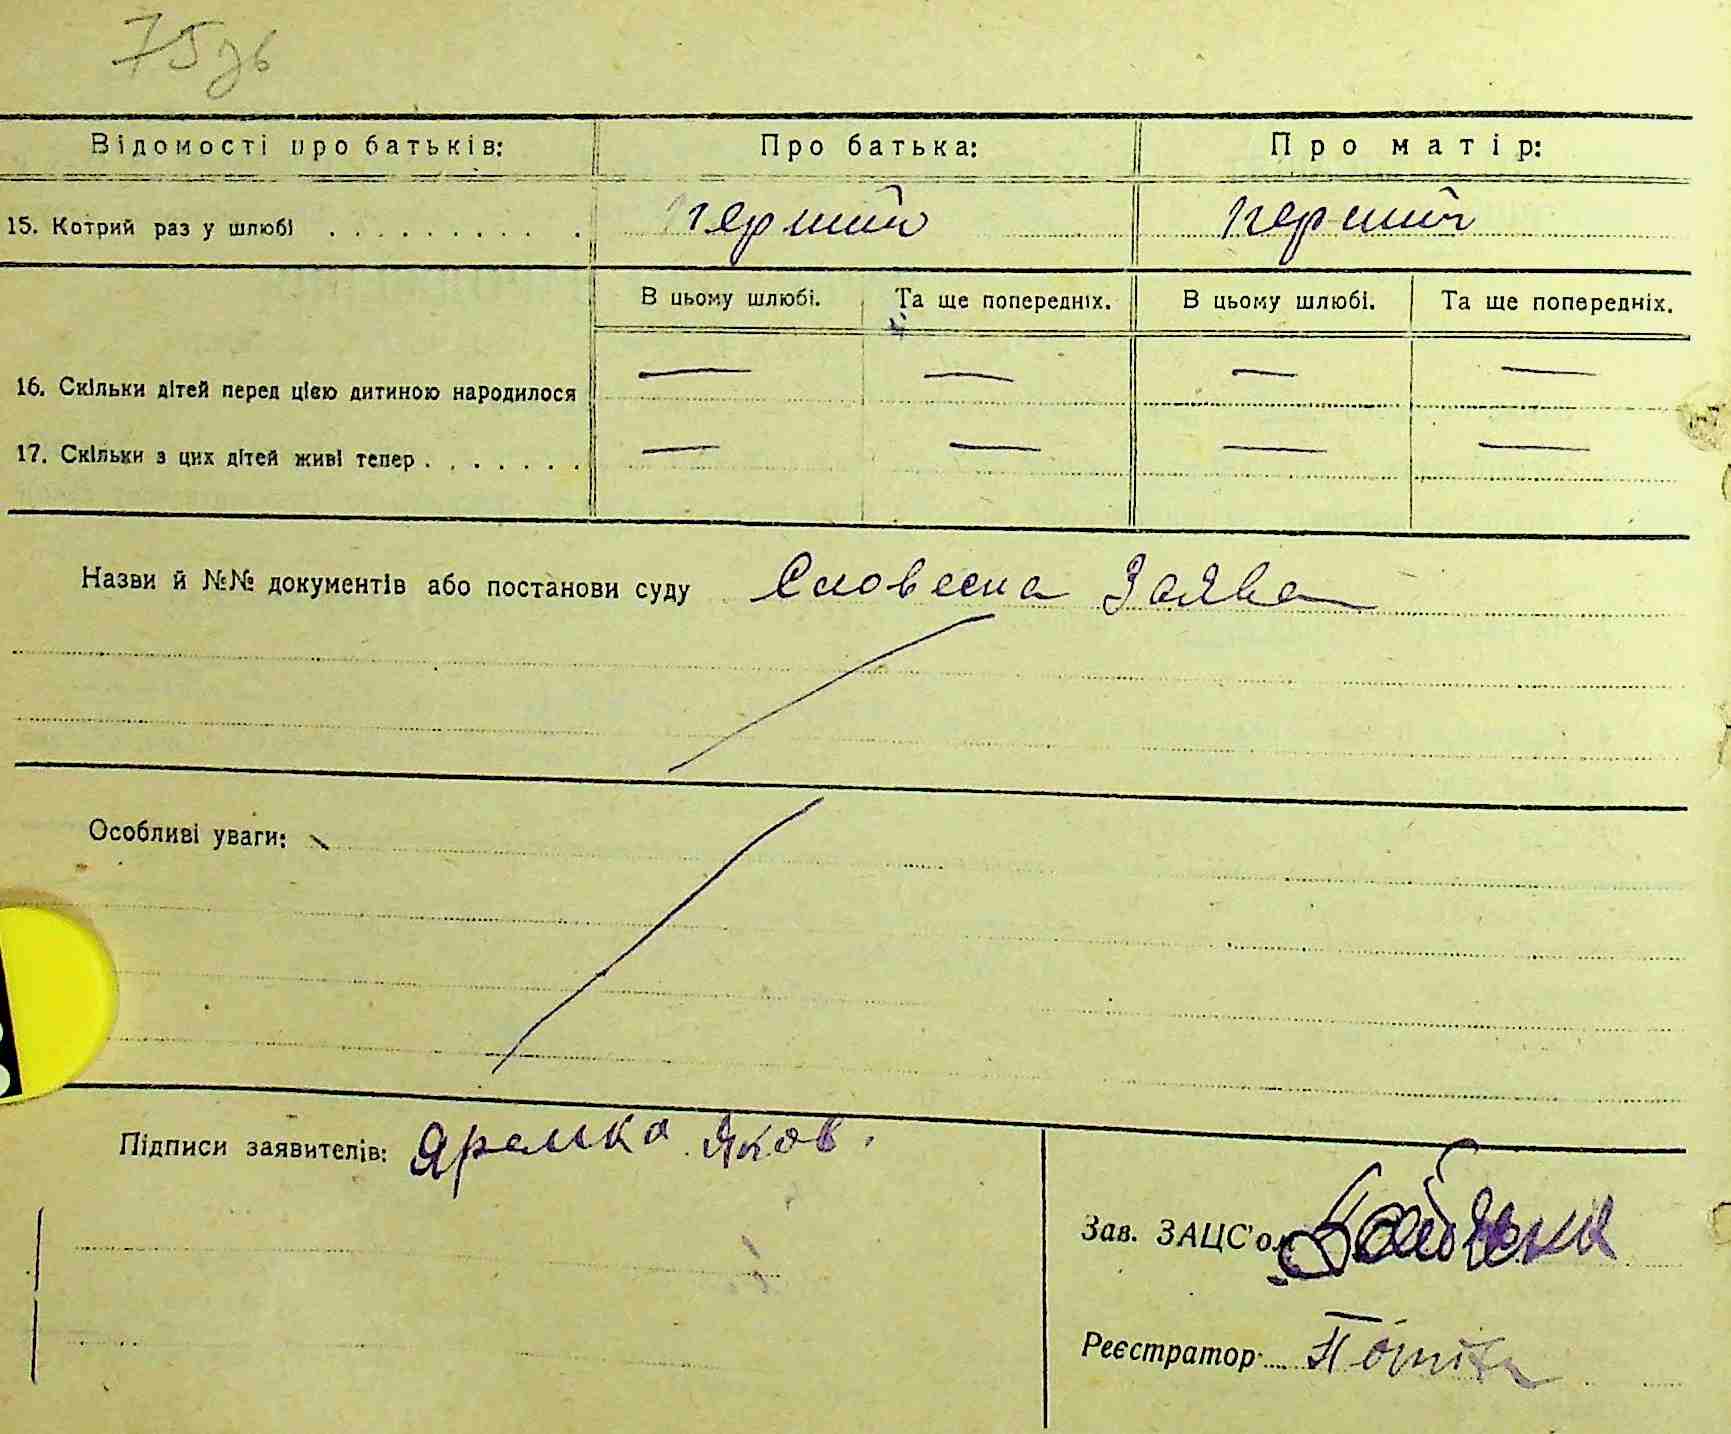 75зв
Відомості про батьків: Про батька: Про матір:
15. Котрий раз у шлюбі . . . . . . . . . . перший перший
В цьому шлюбі. Та ще попередніх. В цьому шлюбі. Та ще попередніх.
16. Скільки дітей перед цією дитиною народилося — — — —
17. Скільки з цих дітей живі тепер . . . . . . . — — — —
Назви й №№ документів або постанови суду Словесна Заява
Особливі уваги:
Підписи заявителів: Яремко Яков.
Зав. ЗАЦС'ом
Реєстратор